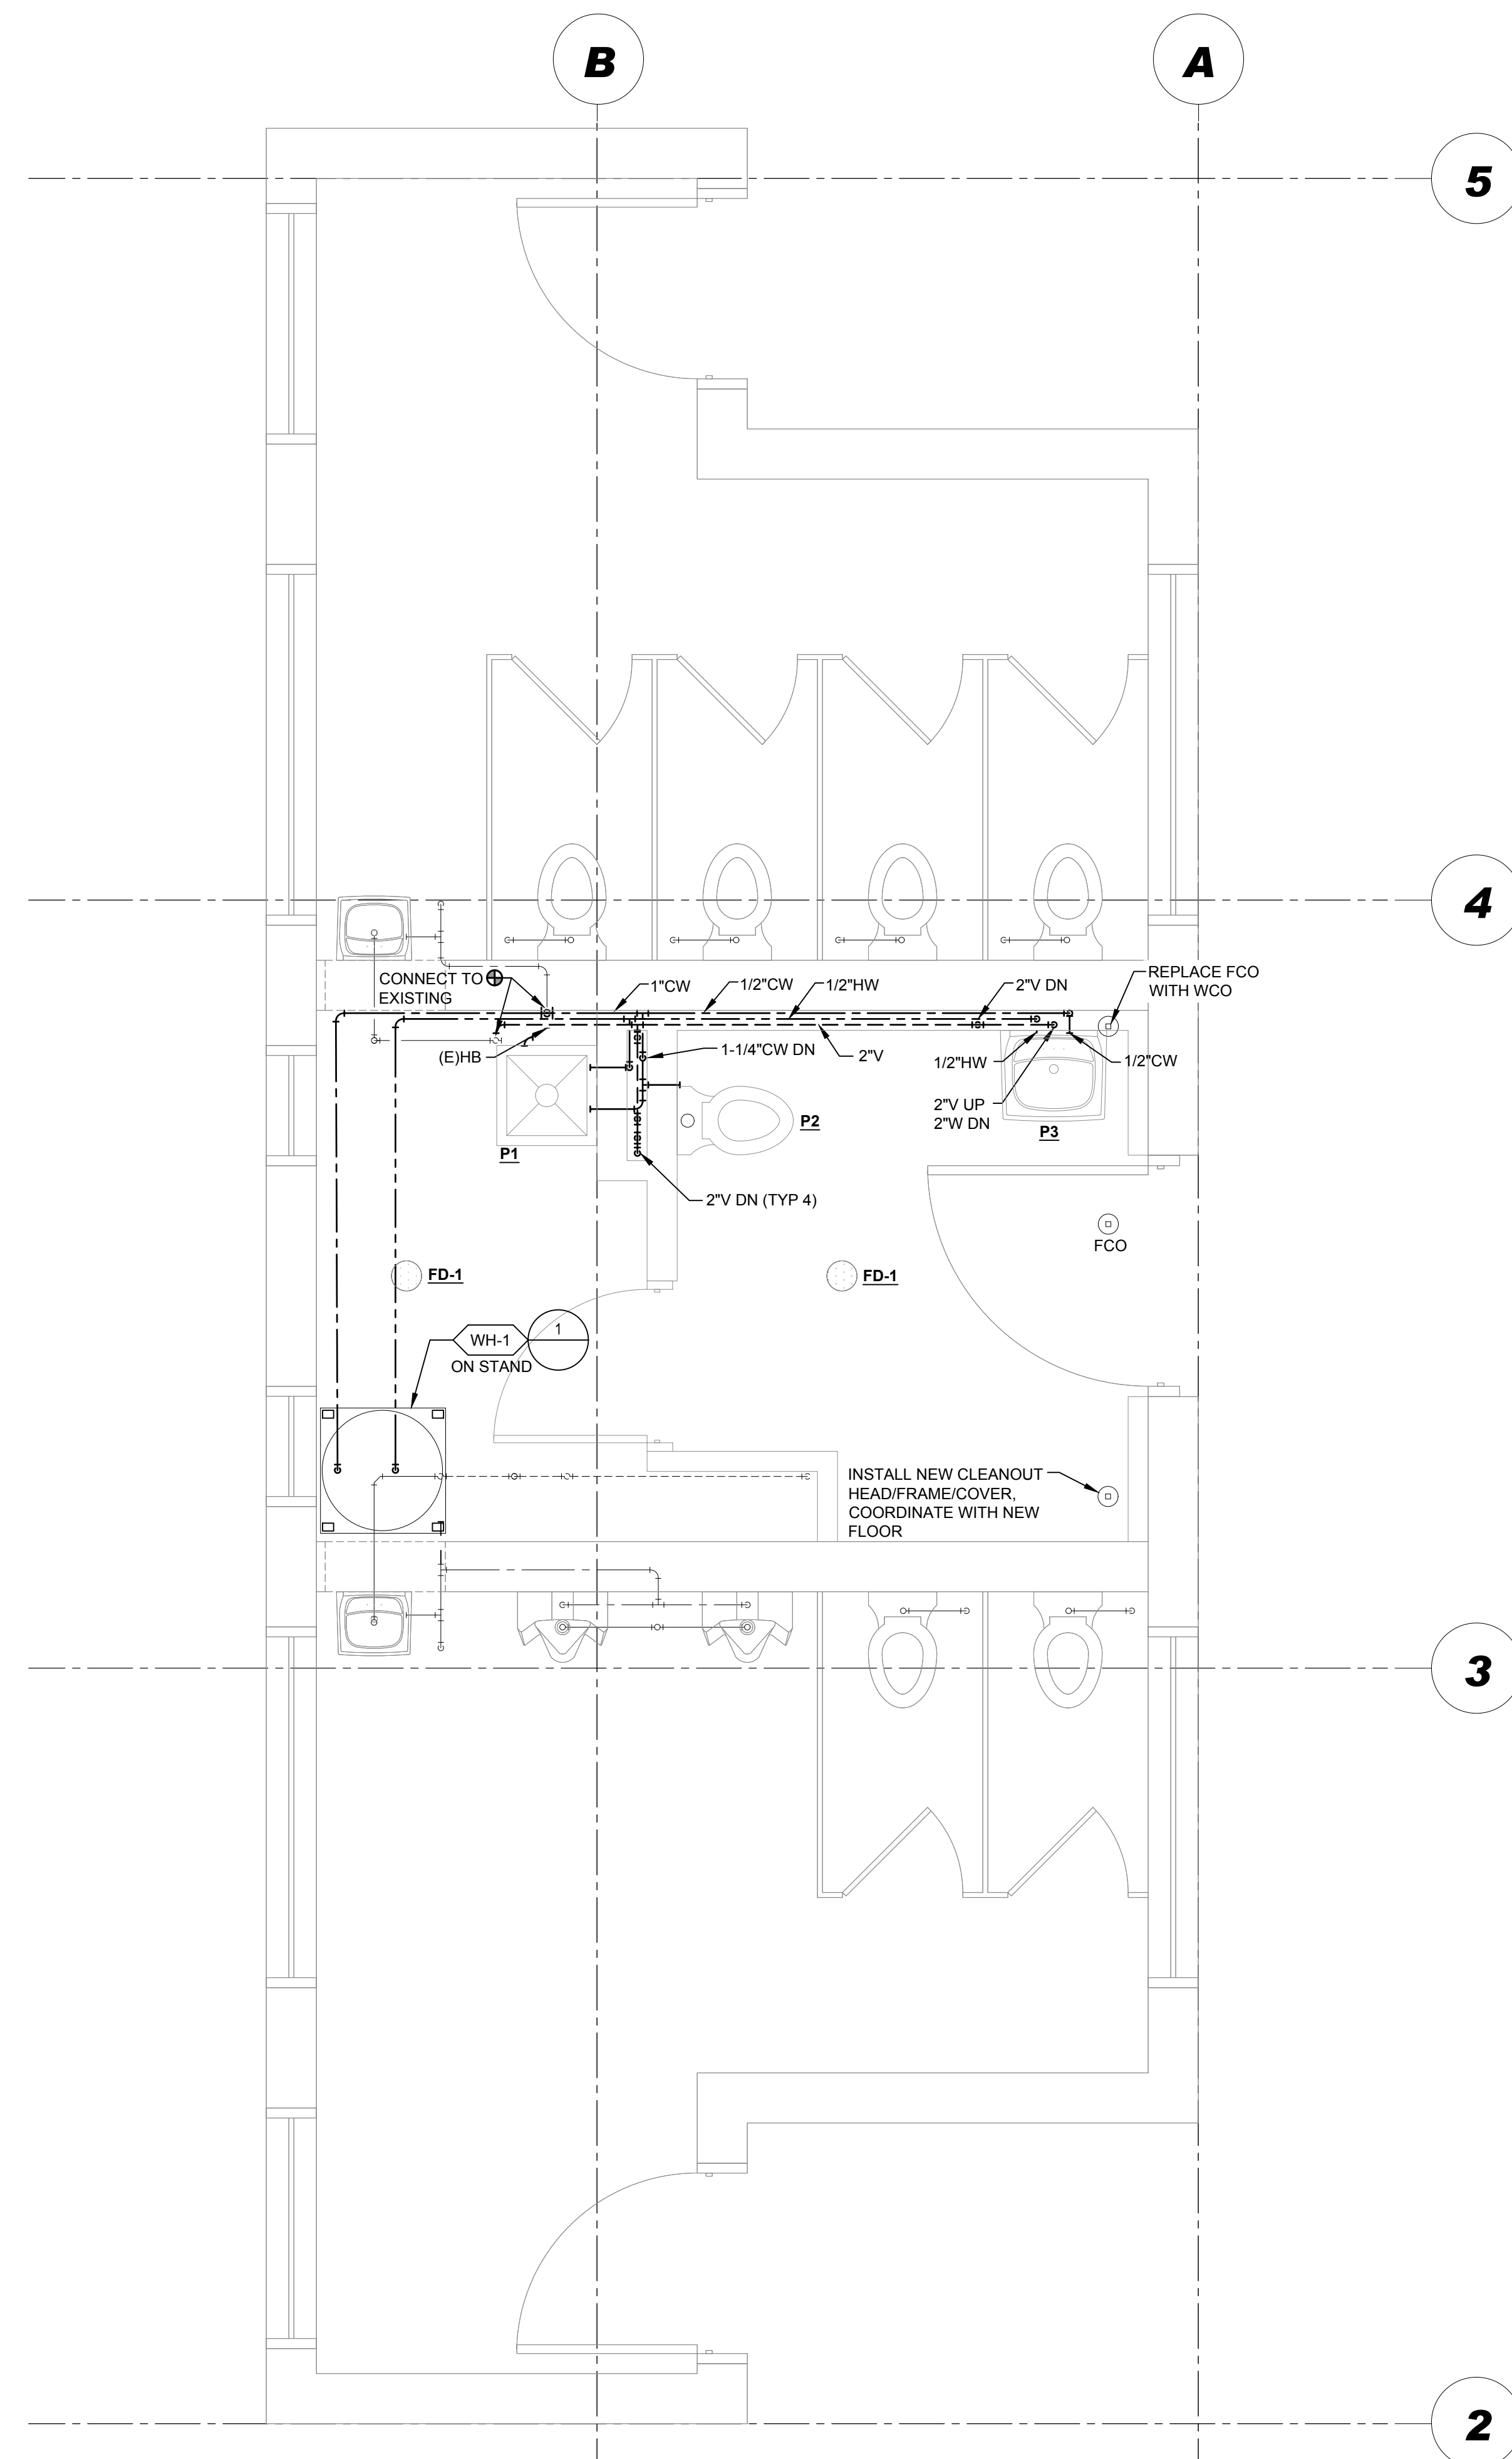 B
A
5
4
CONNECT TO
EXISTING
1"CW
1/2"CW
1/2"HW
2"V DN
REPLACE FCO
WITH WCO
(E)HB
1-1/4"CW DN
2"V
1/2"HW
1/2"CW
2"V UP
2"W DN
P1
P2
P3
2"V DN (TYP 4)
FCO
FD-1
FD-1
WH-1
1
ON STAND
INSTALL NEW CLEANOUT
HEAD/FRAME/COVER,
COORDINATE WITH NEW
FLOOR
3
2